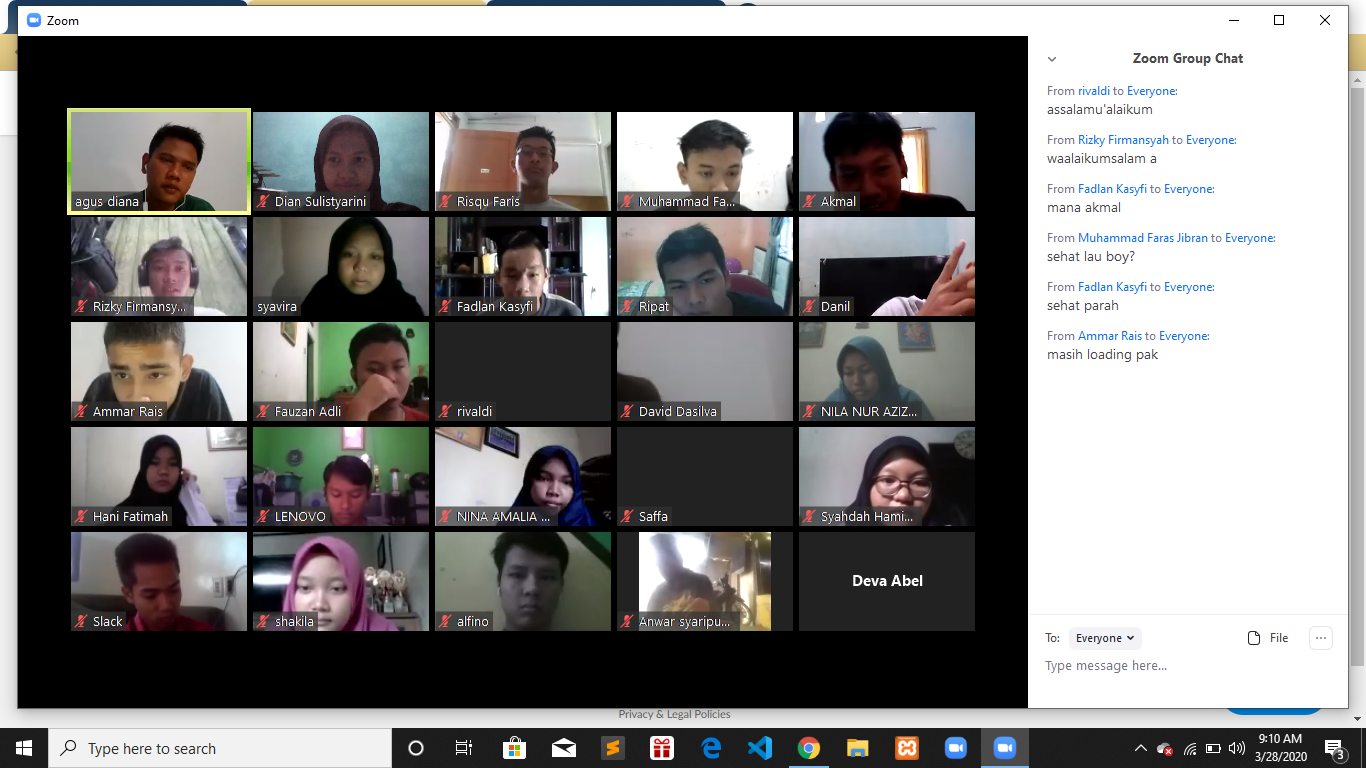 Zoom
agus diana
Dian Sulistyarini
Risqu Faris
Muhammad Fa...
Akmal
Rizky Firmansy...
syavira
Fadlan Kasyfi
Ripat
Danil
Ammar Rais
Fauzan Adli
rivaldi
David Dasilva
NILA NUR AZIZ...
Hani Fatimah
LENOVO
NINA AMALIA ...
Saffa
Syahdah Hami...
Slack
shakila
alfino
Anwar syaripu...
Deva Abel
Zoom Group Chat
From rivaldi to Everyone:
assalamu'alaikum
From Rizky Firmansyah to Everyone:
waalaikumsalam a
From Fadlan Kasyfi to Everyone:
mana akmal
From Muhammad Faras Jibran to Everyone:
sehat lau boy?
From Fadlan Kasyfi to Everyone:
sehat parah
From Ammar Rais to Everyone:
masih loading pak
To: Everyone File ...
Type message here...
Privacy & Legal Policies
Type here to search
9:10 AM
3/28/2020
3